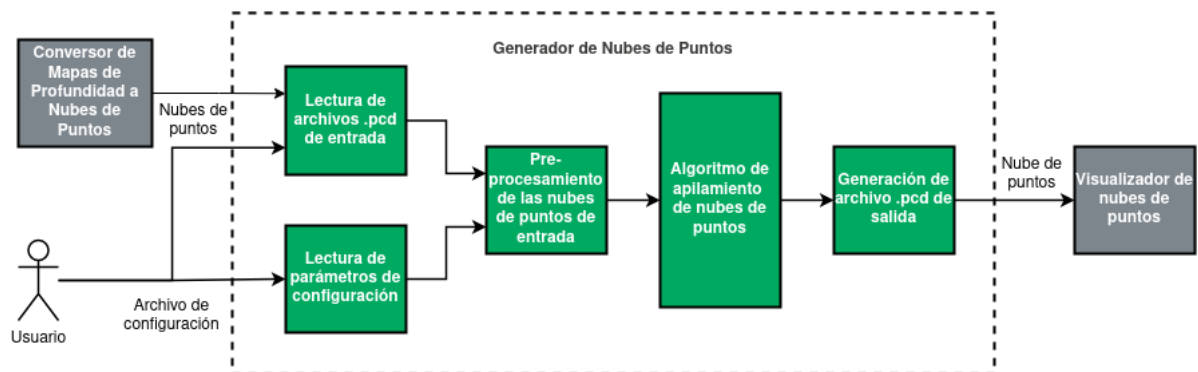 Generador de Nubes de Puntos
Conversor de
Mapas de
Profundidad a
Nubes de
Puntos
Nubes de
puntos
Lectura de
archivos .pcd
de entrada
Pre-
procesamiento
de las nubes
de puntos de
entrada
Algoritmo de
apilamiento
de nubes de
puntos
Generación de
archivo .pcd de
salida
Nube de
puntos
Visualizador de
nubes de
puntos
Lectura de
parámetros de
configuración
Archivo de
configuración
Usuario